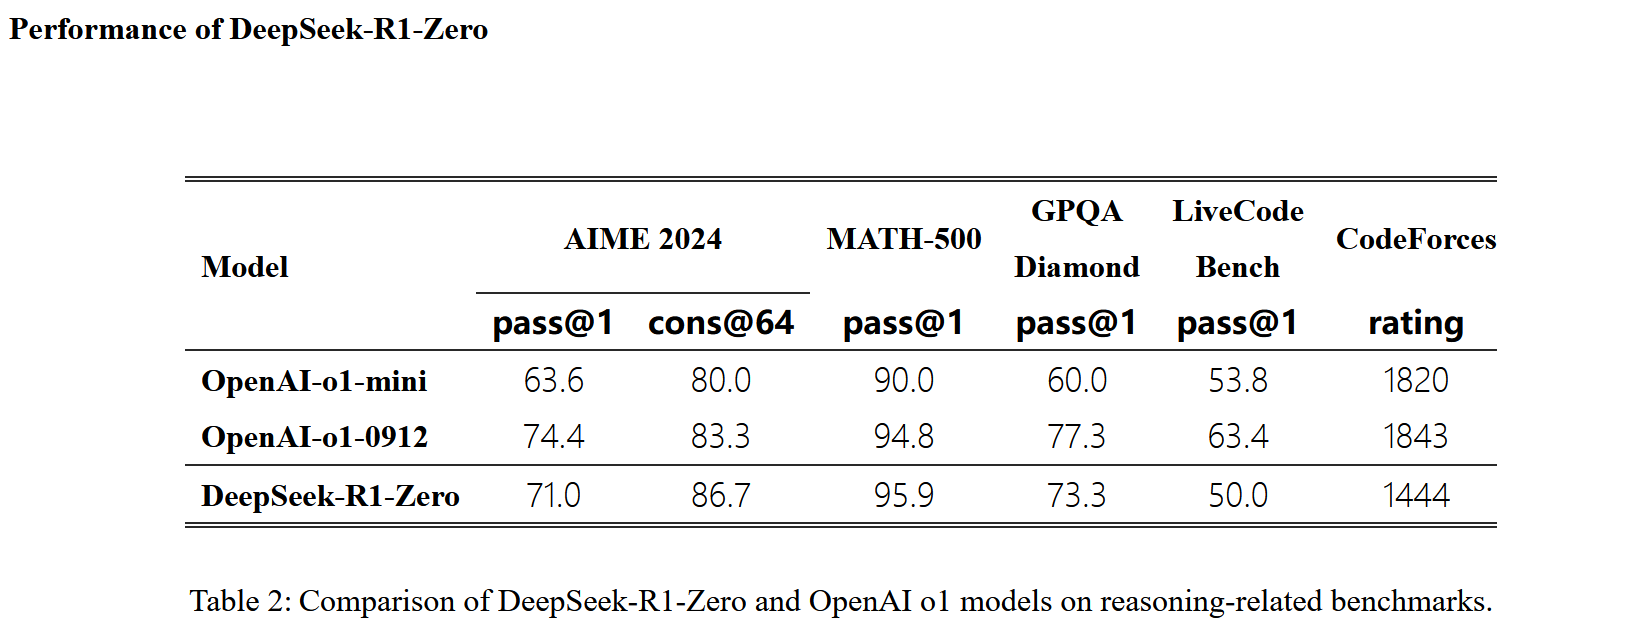 Performance of DeepSeek-R1-Zero
Model AIME 2024 MATH-500 GPQA Diamond LiveCode Bench CodeForces
pass@1 cons@64 pass@1 pass@1 pass@1 rating
OpenAI-o1-mini 63.6 80.0 90.0 60.0 53.8 1820
OpenAI-o1-0912 74.4 83.3 94.8 77.3 63.4 1843
DeepSeek-R1-Zero 71.0 86.7 95.9 73.3 50.0 1444
Table 2: Comparison of DeepSeek-R1-Zero and OpenAI o1 models on reasoning-related benchmarks.